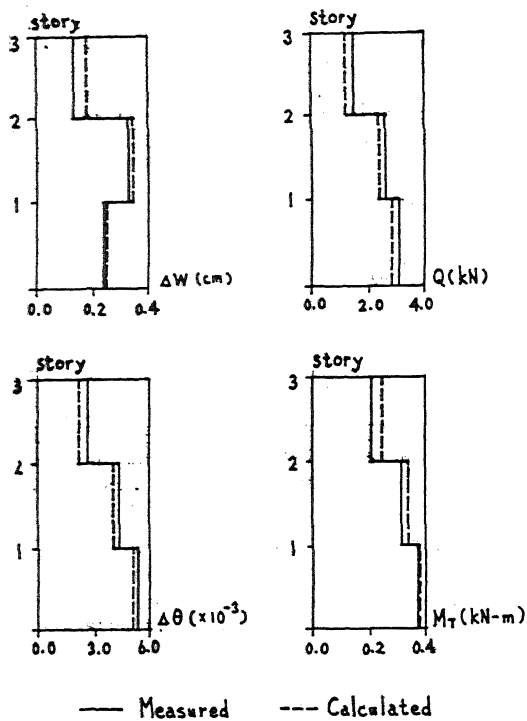 story
3
2
1
ΔW (cm)
0.0 0.2 0.4
story
3
2
1
Q(kN)
0.0 2.0 4.0
story
3
2
1
Δθ (×10⁻³)
0.0 3.0 6.0
story
3
2
1
M_T (kN-m)
0.0 0.2 0.4
Measured
Calculated